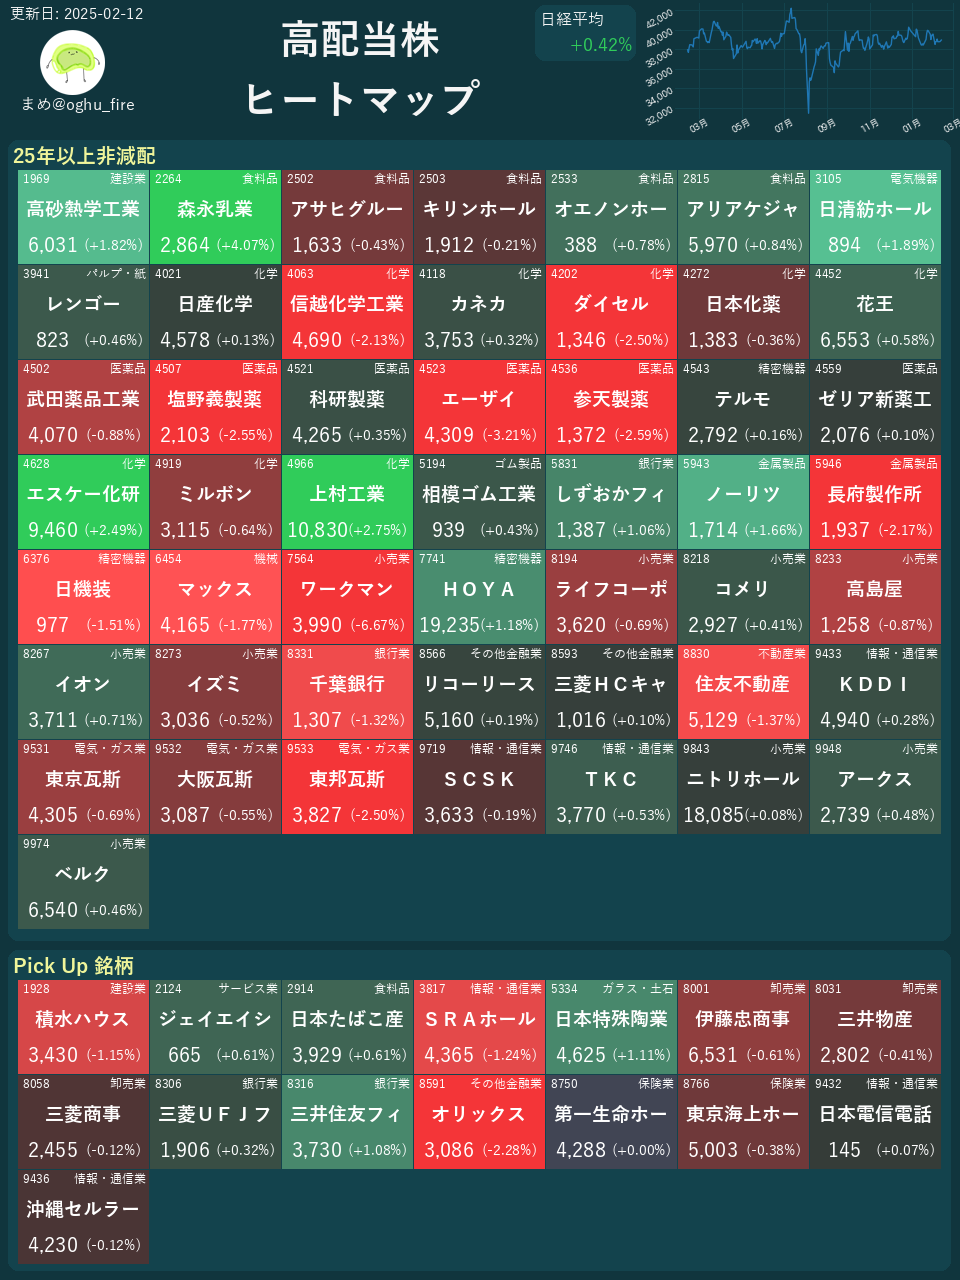 更新日: 2025-02-12
まめ@oghu_fire
高配当株
ヒートマップ
日経平均
+0.42%
42,000
40,000
38,000
36,000
34,000
32,000
03月 05月 07月 09月 11月 01月 03月
25年以上非減配
1969 建設業 2264 食料品 2502 食料品 2503 食料品 2533 食料品 2815 食料品 3105 電気機器
高砂熱学工業 森永乳業 アサヒグルー キリンホール オエノンホー アリアケジャ 日清紡ホール
6,031 (+1.82%) 2,864 (+4.07%) 1,633 (-0.43%) 1,912 (-0.21%) 388 (+0.78%) 5,970 (+0.84%) 894 (+1.89%)
3941 パルプ・紙 4021 化学 4063 化学 4118 化学 4202 化学 4272 化学 4452 化学
レンゴー 日産化学 信越化学工業 カネカ ダイセル 日本化薬 花王
823 (+0.46%) 4,578 (+0.13%) 4,690 (-2.13%) 3,753 (+0.32%) 1,346 (-2.50%) 1,383 (-0.36%) 6,553 (+0.58%)
4502 医薬品 4507 医薬品 4521 医薬品 4523 医薬品 4536 医薬品 4543 精密機器 4559 医薬品
武田薬品工業 塩野義製薬 科研製薬 エーザイ 参天製薬 テルモ ゼリア新薬工
4,070 (-0.88%) 2,103 (-2.55%) 4,265 (+0.35%) 4,309 (-3.21%) 1,372 (-2.59%) 2,792 (+0.16%) 2,076 (+0.10%)
4628 化学 4919 化学 4966 化学 5194 ゴム製品 5831 銀行業 5943 金属製品 5946 金属製品
エスケー化研 ミルボン 上村工業 相模ゴム工業 しずおかフィ ノーリツ 長府製作所
9,460 (+2.49%) 3,115 (-0.64%) 10,830(+2.75%) 939 (+0.43%) 1,387 (+1.06%) 1,714 (+1.66%) 1,937 (-2.17%)
6376 精密機器 6454 機械 7564 小売業 7741 精密機器 8194 小売業 8218 小売業 8233 小売業
日機装 マックス ワークマン ＨＯＹＡ ライフコーポ コメリ 高島屋
977 (-1.51%) 4,165 (-1.77%) 3,990 (-6.67%) 19,235(+1.18%) 3,620 (-0.69%) 2,927 (+0.41%) 1,258 (-0.87%)
8267 小売業 8273 小売業 8331 銀行業 8566 その他金融業 8593 その他金融業 8830 不動産業 9433 情報・通信業
イオン イズミ 千葉銀行 リコーリース 三菱ＨＣキャ 住友不動産 ＫＤＤＩ
3,711 (+0.71%) 3,036 (-0.52%) 1,307 (-1.32%) 5,160 (+0.19%) 1,016 (+0.10%) 5,129 (-1.37%) 4,940 (+0.28%)
9531 電気・ガス業 9532 電気・ガス業 9533 電気・ガス業 9719 情報・通信業 9746 情報・通信業 9843 小売業 9948 小売業
東京瓦斯 大阪瓦斯 東邦瓦斯 ＳＣＳＫ ＴＫＣ ニトリホール アークス
4,305 (-0.69%) 3,087 (-0.55%) 3,827 (-2.50%) 3,633 (-0.19%) 3,770 (+0.53%) 18,085(+0.08%) 2,739 (+0.48%)
9974 小売業
ベルク
6,540 (+0.46%)
Pick Up 銘柄
1928 建設業 2124 サービス業 2914 食料品 3817 情報・通信業 5334 ガラス・土石 8001 卸売業 8031 卸売業
積水ハウス ジェイエイシ 日本たばこ産 ＳＲＡホール 日本特殊陶業 伊藤忠商事 三井物産
3,430 (-1.15%) 665 (+0.61%) 3,929 (+0.61%) 4,365 (-1.24%) 4,625 (+1.11%) 6,531 (-0.61%) 2,802 (-0.41%)
8058 卸売業 8306 銀行業 8316 銀行業 8591 その他金融業 8750 保険業 8766 保険業 9432 情報・通信業
三菱商事 三菱ＵＦＪフ 三井住友フィ オリックス 第一生命ホー 東京海上ホー 日本電信電話
2,455 (-0.12%) 1,906 (+0.32%) 3,730 (+1.08%) 3,086 (-2.28%) 4,288 (+0.00%) 5,003 (-0.38%) 145 (+0.07%)
9436 情報・通信業
沖縄セルラー
4,230 (-0.12%)